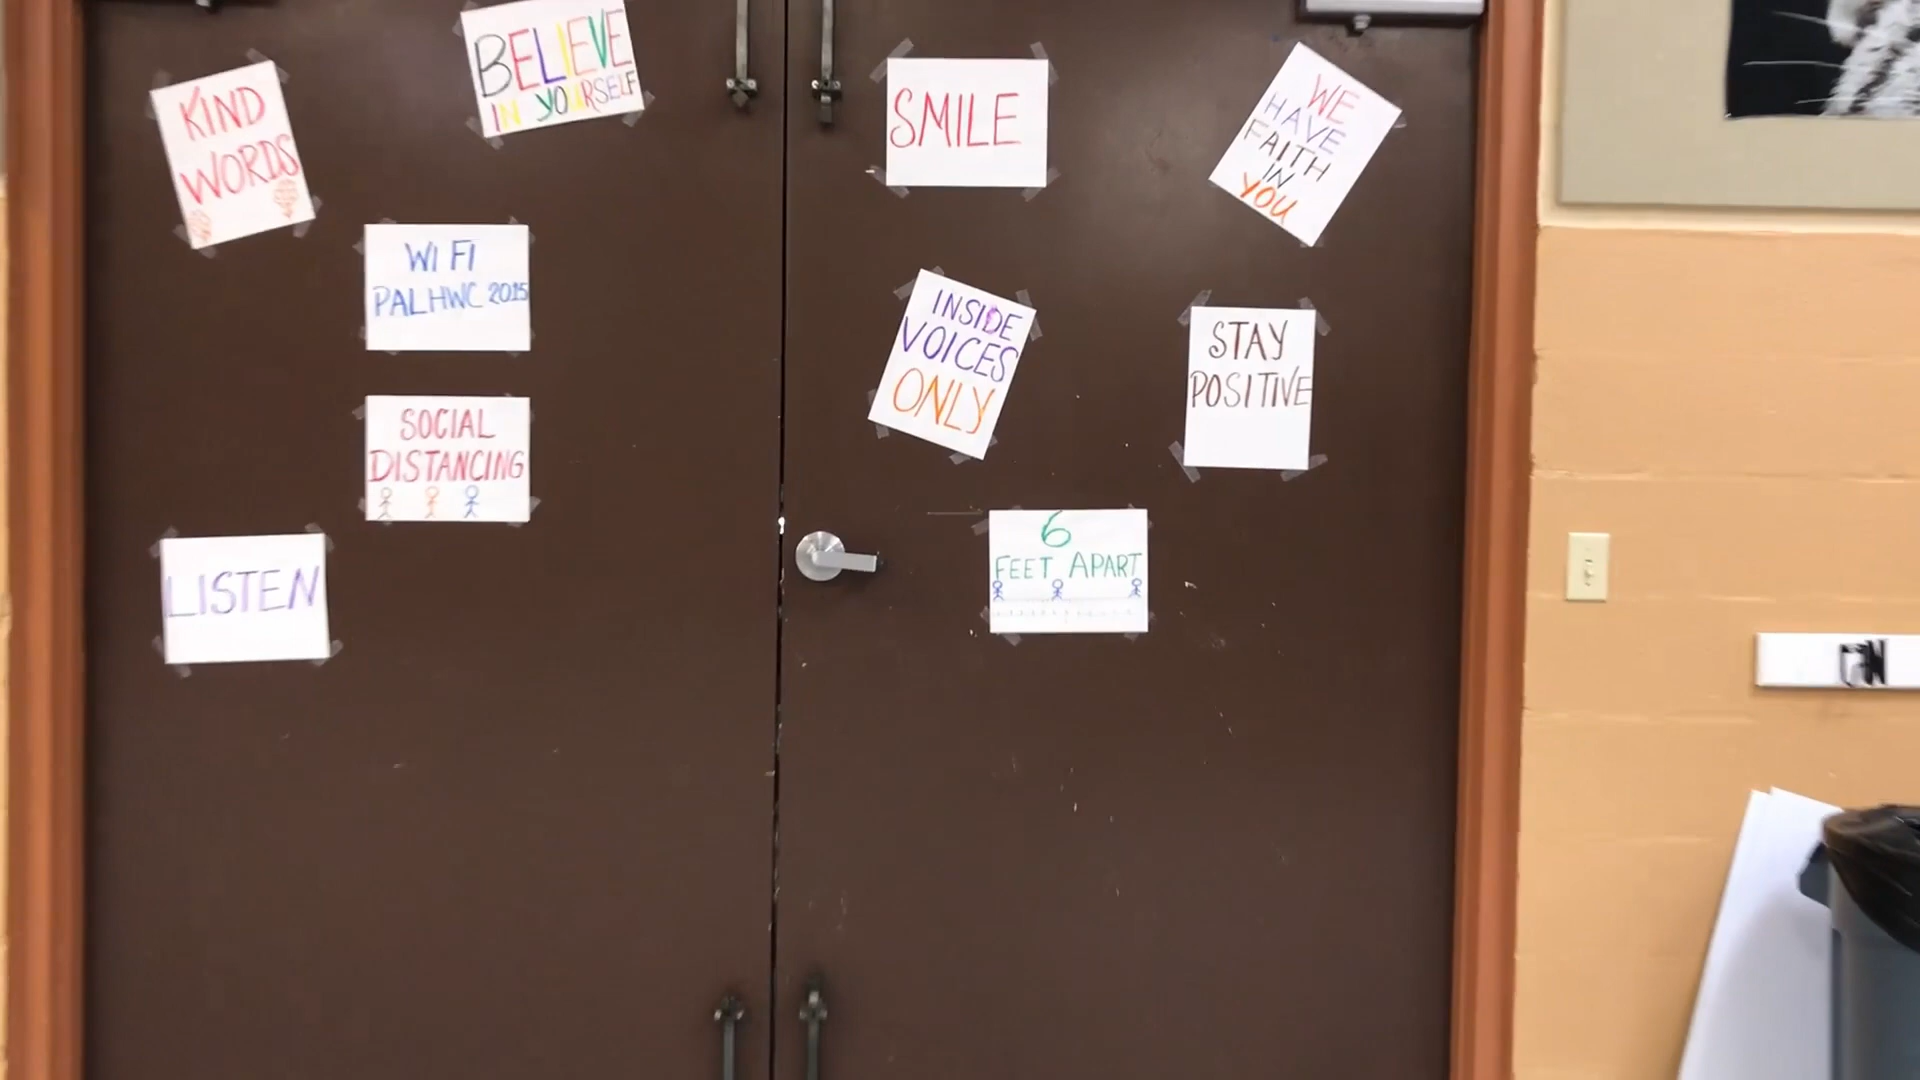 KIND
WORDS
BELIEVE
IN YOURSELF
WI FI
PALHWC 2015
SOCIAL
DISTANCING
LISTEN
SMILE
WE
HAVE
FAITH
IN
YOU
INSIDE
VOICES
ONLY
STAY
POSITIVE
6
FEET APART